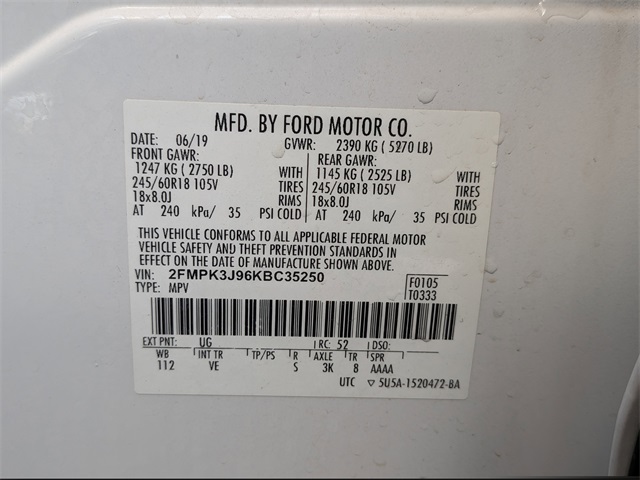 MFD. BY FORD MOTOR CO.
DATE: 06/19 GVWR: 2390 KG ( 5270 LB)
FRONT GAWR: REAR GAWR:
1247 KG ( 2750 LB) WITH 1145 KG ( 2525 LB) WITH
245/60R18 105V TIRES 245/60R18 105V TIRES
18x8.0J RIMS 18x8.0J RIMS
AT 240 kPa/ 35 PSI COLD AT 240 kPa/ 35 PSI COLD
THIS VEHICLE CONFORMS TO ALL APPLICABLE FEDERAL MOTOR
VEHICLE SAFETY AND THEFT PREVENTION STANDARDS IN
EFFECT ON THE DATE OF MANUFACTURE SHOWN ABOVE.
VIN: 2FMPK3J96KBC35250 F0105
TYPE: MPV T0333
EXT PNT: UG RC: 52 DSO:
WB INT TR TP/PS R AXLE TR SPR
112 VE S 3K 8 AAAA
UTC ▽ 5U5A-1520472-8A